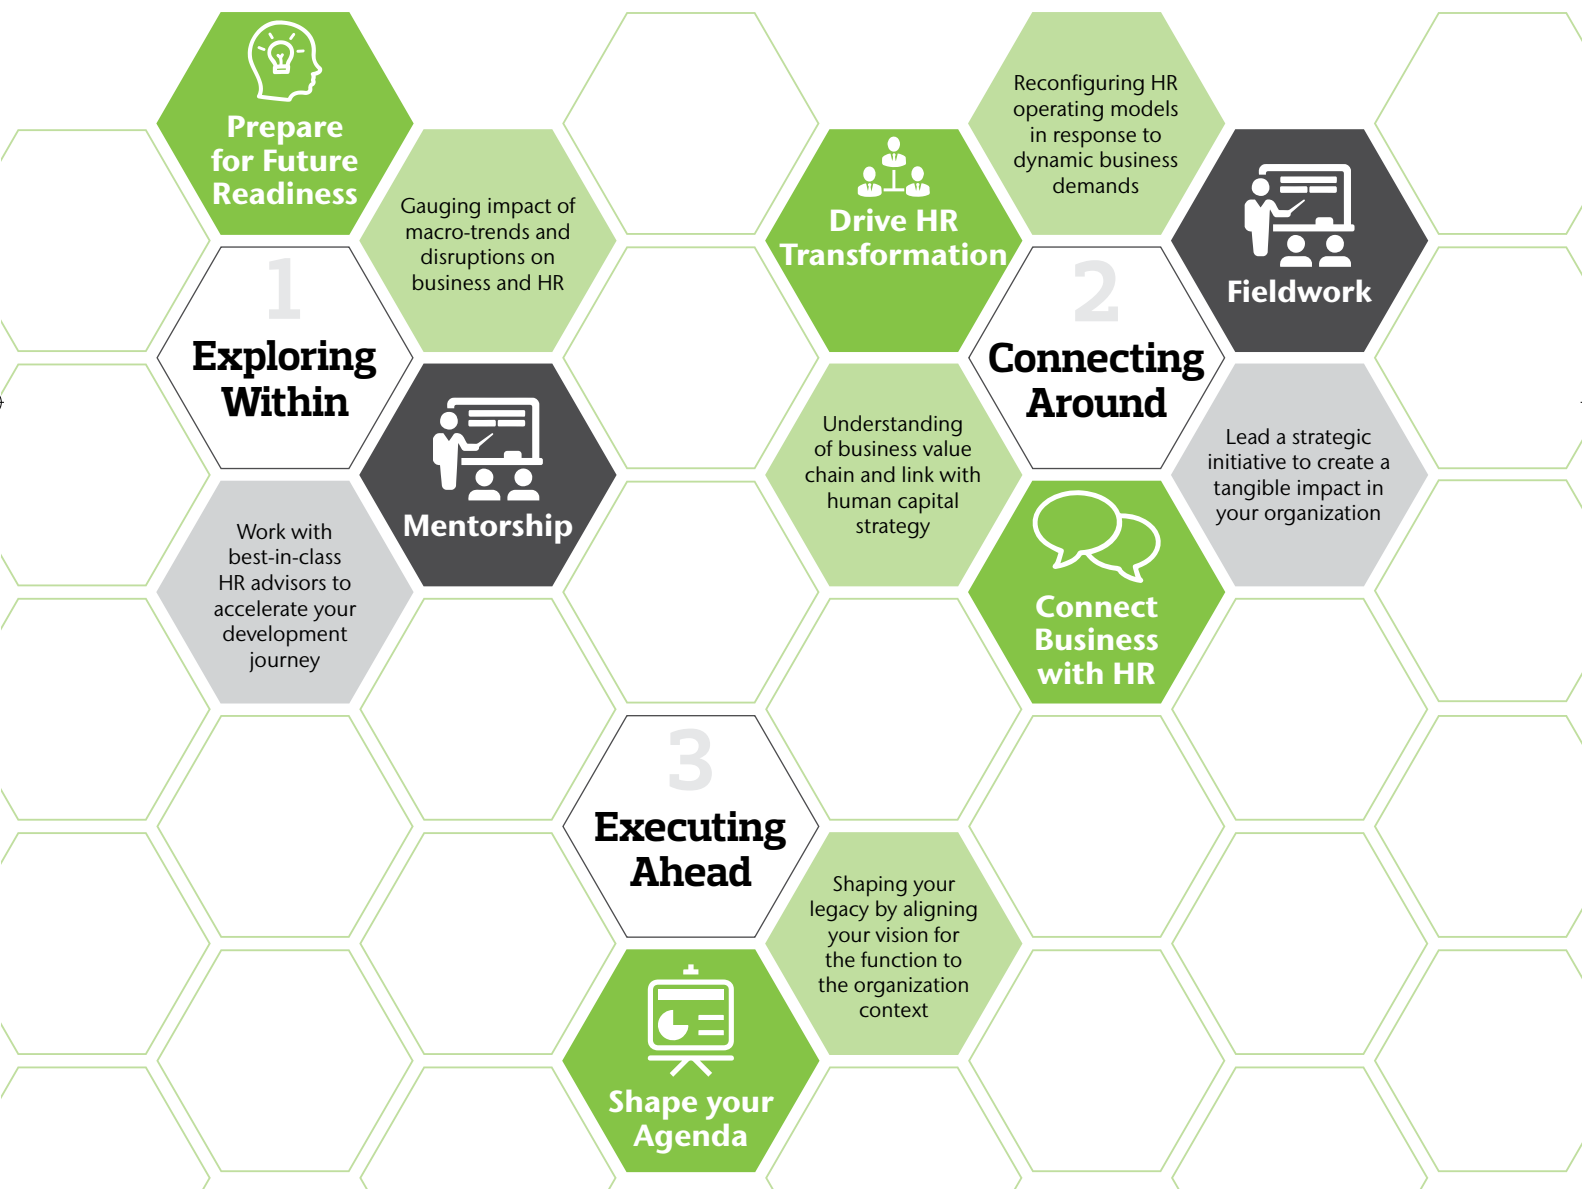 Prepare
for Future
Readiness
Gauging impact of
macro-trends and
disruptions on
business and HR
1
Exploring
Within
Mentorship
Work with
best-in-class
HR advisors to
accelerate your
development
journey
Reconfiguring HR
operating models
in response to
dynamic business
demands
Drive HR
Transformation
Fieldwork
2
Connecting
Around
Understanding
of business value
chain and link with
human capital
strategy
Lead a strategic
initiative to create a
tangible impact in
your organization
Connect
Business
with HR
3
Executing
Ahead
Shaping your
legacy by aligning
your vision for
the function to
the organization
context
Shape your
Agenda